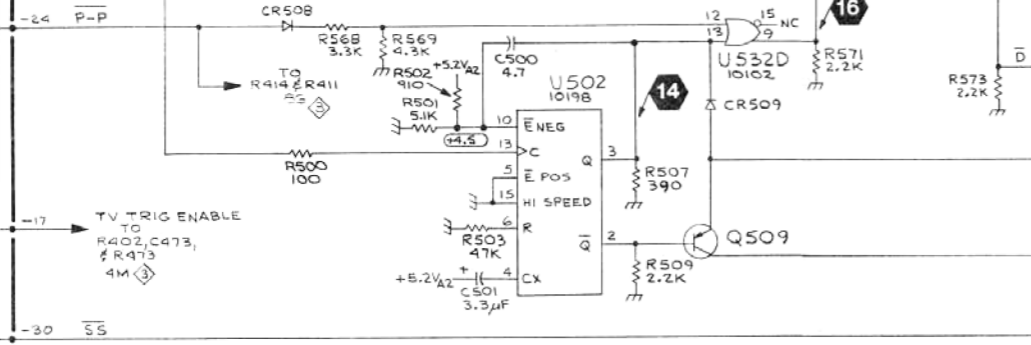 -24 P-P
CR508
R568
3.3K
R569
4.3K
C500
4.7
12
13
15
NC
9
U532D
10102
16
R571
2.2K
D
R573
2.2K
TO
R414 & R411
3
+5.2V A2
R502
910
R501
5.1K
+4.5
U502
10198
14
CR509
10
E NEG
13
C
R500
100
5
E POS
15
HI SPEED
6
R
R503
47K
+5.2V A2
+
C501
3.3µF
4
CX
Q
3
R507
390
Q
2
R509
2.2K
Q509
-17
TV TRIG ENABLE
TO
R402, C473,
& R473
4M 3
-30 SS